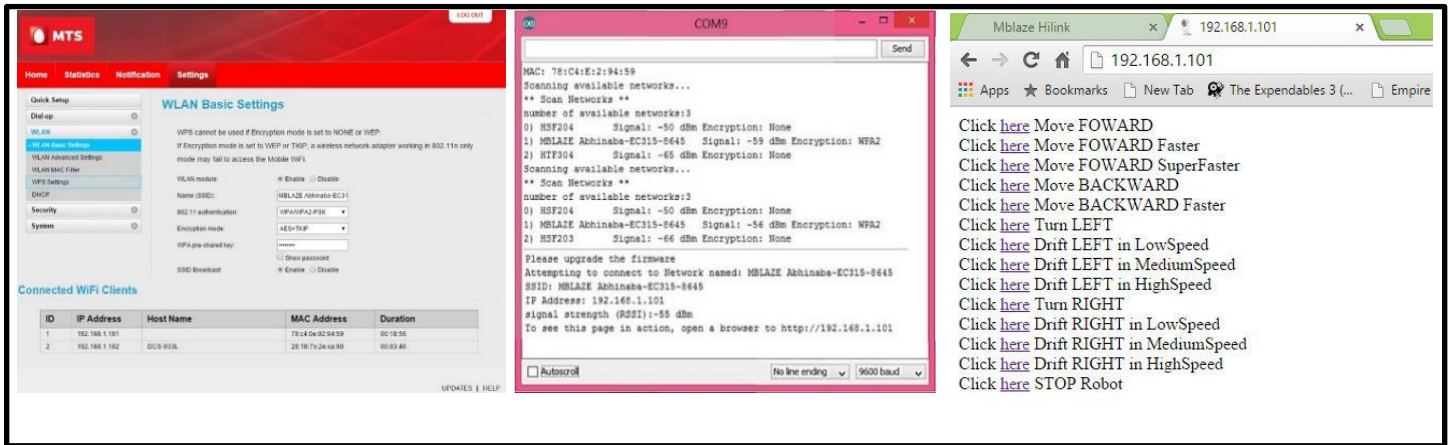 LOG OUT
MTS
Home Statistics Notification Settings
Quick Setup
Dial-up
WLAN
WLAN Basic Settings
WLAN Advanced Settings
WLAN MAC Filter
WPS Settings
DHCP
Security
System
WLAN Basic Settings
WPS cannot be used if Encryption mode is set to NONE or WEP.
If Encryption mode is set to WEP or TKIP, a wireless network adapter working in 802.11n only
mode may fail to access the Mobile WiFi.
WLAN module: Enable Disable
Name (SSID): MBLAZE Abhinaba-EC31
802.11 authentication: WPA/WPA2-PSK
Encryption mode: AES+TKIP
WPA pre-shared key:
Show password
SSID Broadcast: Enable Disable
Connected WiFi Clients
ID IP Address Host Name MAC Address Duration
1 192.168.1.101 00:18:56
2 192.168.1.102 DCS-933L
UPDATES | HELP
COM9
Send
MAC: 78:C4:E:2:94:59
Scanning available networks...
** Scan Networks **
number of available networks:3
0) HSF204 Signal: -50 dBm Encryption: None
1) MBLAZE Abhinaba-EC315-8645 Signal: -59 dBm Encryption: WPA2
2) HTF304 Signal: -65 dBm Encryption: None
Scanning available networks...
** Scan Networks **
number of available networks:3
0) HSF204 Signal: -50 dBm Encryption: None
1) MBLAZE Abhinaba-EC315-8645 Signal: -56 dBm Encryption: WPA2
2) HSF203 Signal: -66 dBm Encryption: None
Please upgrade the firmware
Attempting to connect to Network named: MBLAZE Abhinaba-EC315-8645
SSID: MBLAZE Abhinaba-EC315-8645
IP Address: 192.168.1.101
signal strength (RSSI):-55 dBm
To see this page in action, open a browser to http://192.168.1.101
Autoscroll No line ending 9600 baud
Mblaze Hilink 192.168.1.101
192.168.1.101
Apps Bookmarks New Tab The Expendables 3 (... Empire
Click here Move FOWARD
Click here Move FOWARD Faster
Click here Move FOWARD SuperFaster
Click here Move BACKWARD
Click here Move BACKWARD Faster
Click here Turn LEFT
Click here Drift LEFT in LowSpeed
Click here Drift LEFT in MediumSpeed
Click here Drift LEFT in HighSpeed
Click here Turn RIGHT
Click here Drift RIGHT in LowSpeed
Click here Drift RIGHT in MediumSpeed
Click here Drift RIGHT in HighSpeed
Click here STOP Robot